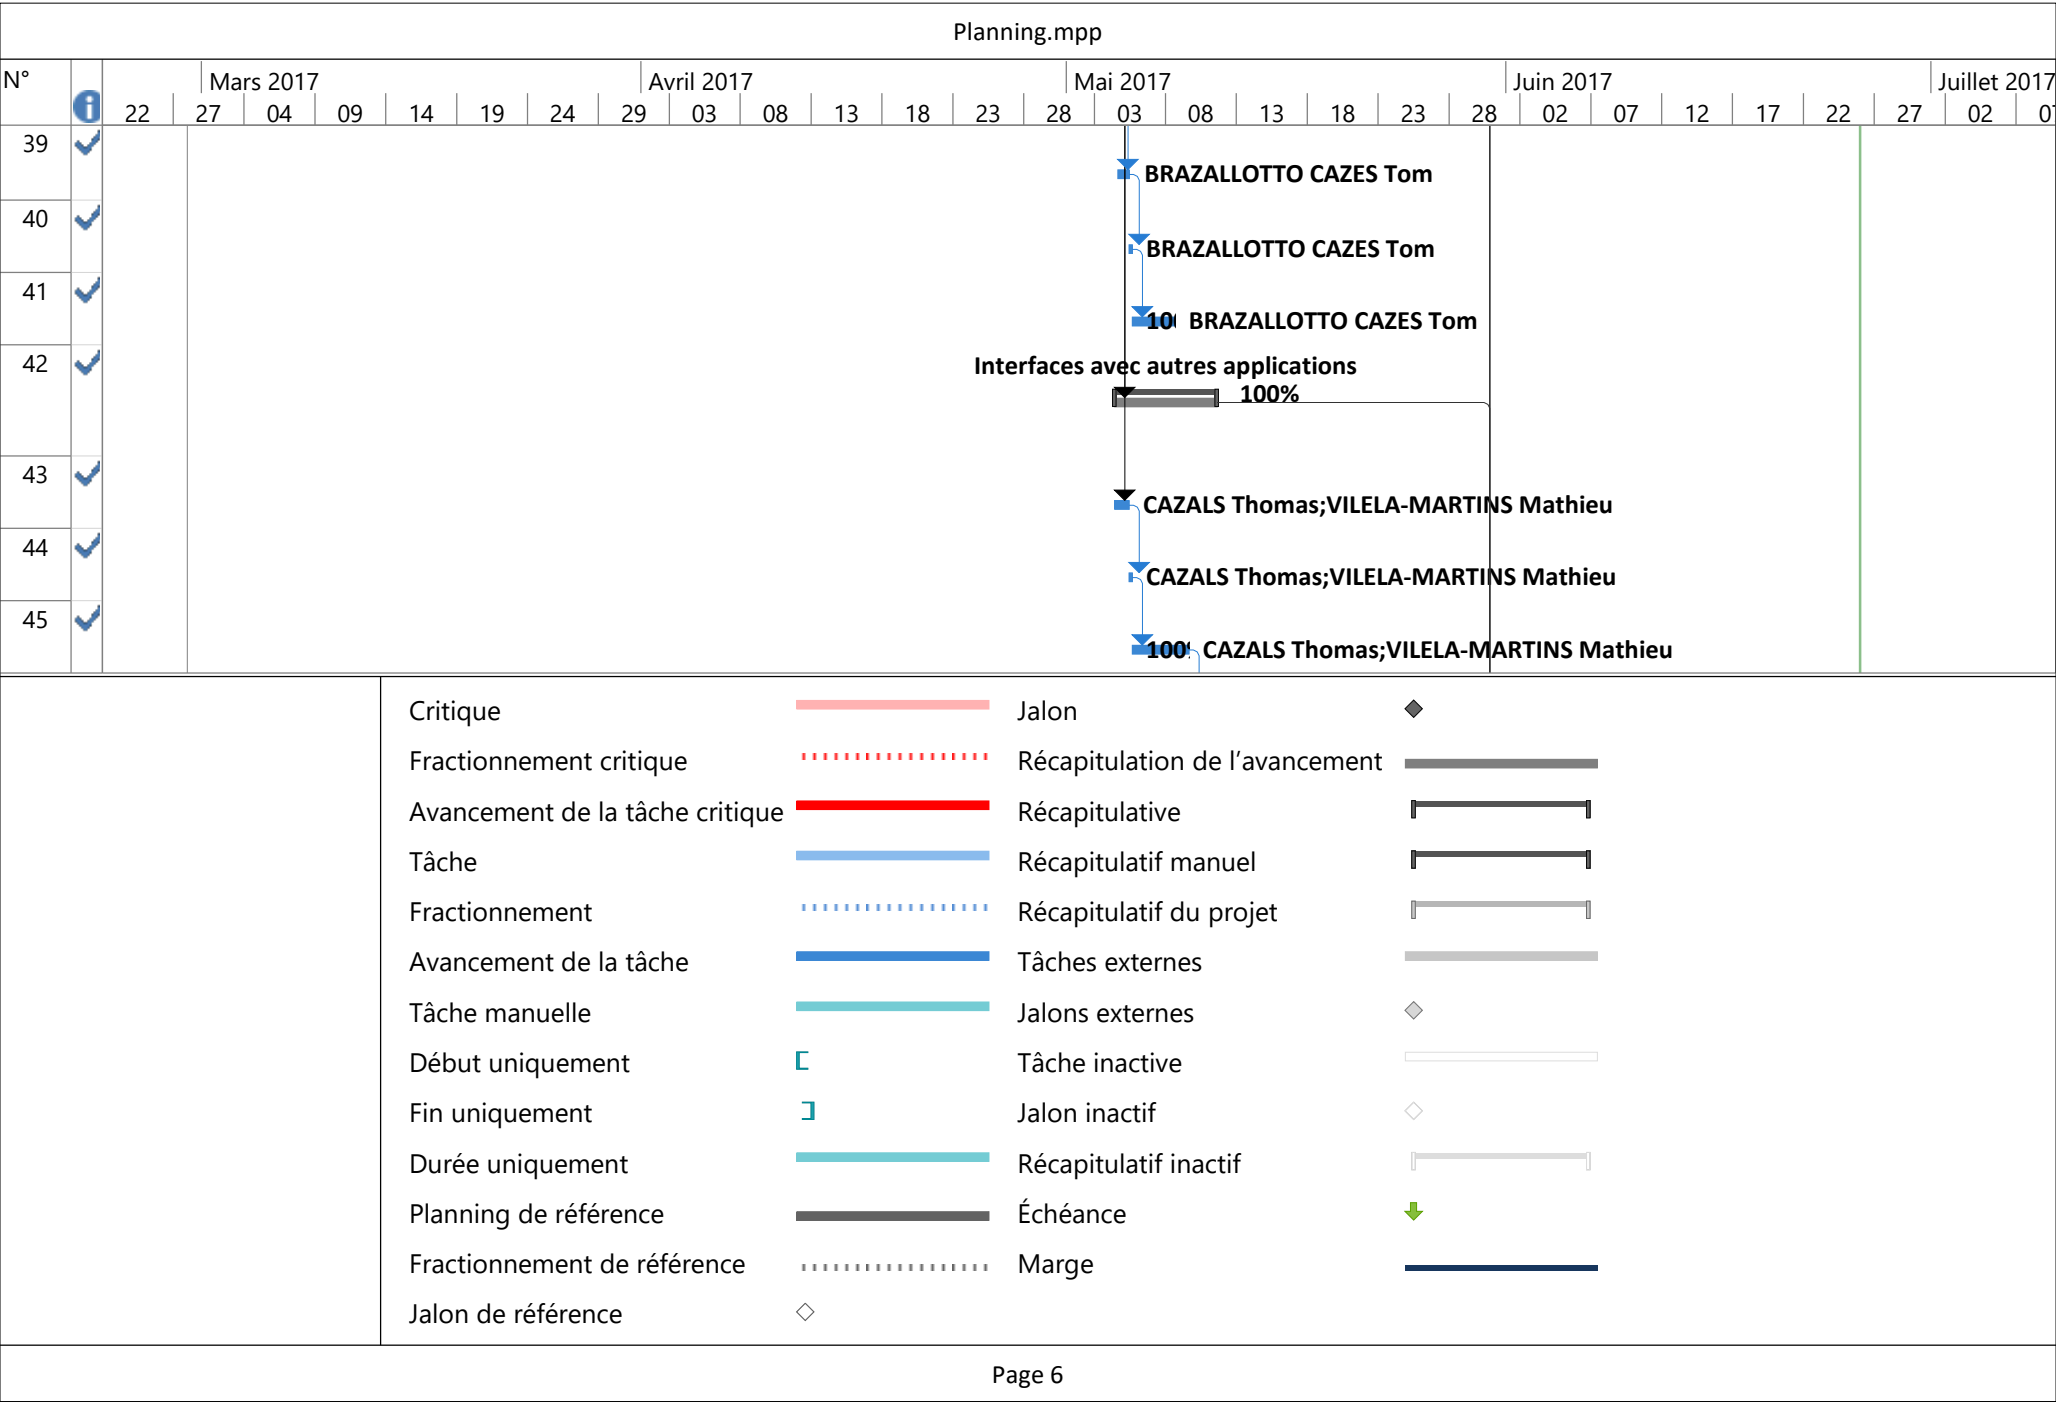 Planning.mpp
N° Mars 2017 Avril 2017 Mai 2017 Juin 2017 Juillet 2017
22 27 04 09 14 19 24 29 03 08 13 18 23 28 03 08 13 18 23 28 02 07 12 17 22 27 02 0
39
BRAZALLOTTO CAZES Tom
40
BRAZALLOTTO CAZES Tom
41
10 BRAZALLOTTO CAZES Tom
42
Interfaces avec autres applications
100%
43
CAZALS Thomas;VILELA-MARTINS Mathieu
44
CAZALS Thomas;VILELA-MARTINS Mathieu
45
100 CAZALS Thomas;VILELA-MARTINS Mathieu
Critique
Fractionnement critique
Avancement de la tâche critique
Tâche
Fractionnement
Avancement de la tâche
Tâche manuelle
Début uniquement
Fin uniquement
Durée uniquement
Planning de référence
Fractionnement de référence
Jalon de référence
Jalon
Récapitulation de l'avancement
Récapitulative
Récapitulatif manuel
Récapitulatif du projet
Tâches externes
Jalons externes
Tâche inactive
Jalon inactif
Récapitulatif inactif
Échéance
Marge
Page 6